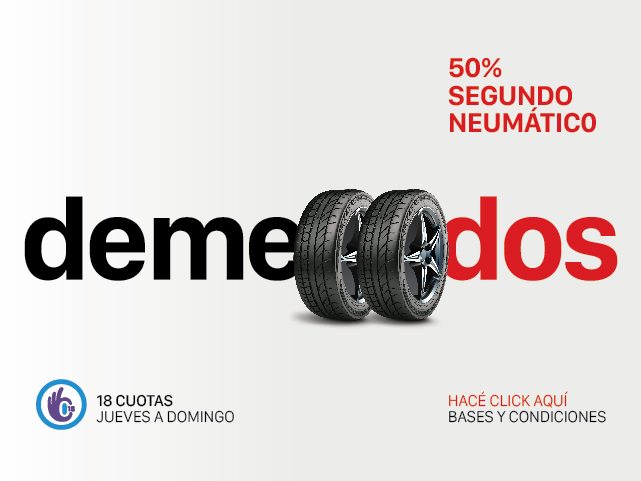 50%
SEGUNDO
NEUMÁTICO
deme dos
18 CUOTAS
JUEVES A DOMINGO
HACÉ CLICK AQUÍ
BASES Y CONDICIONES